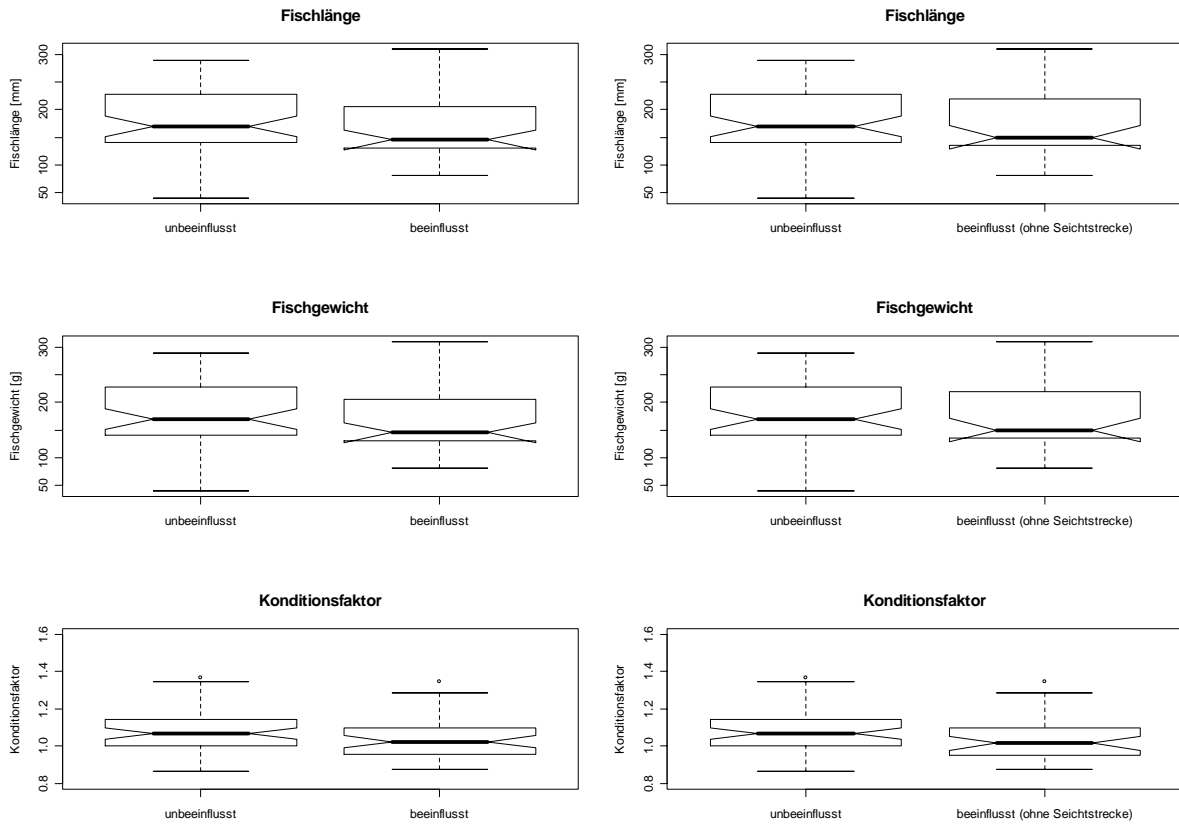 Fischlänge
Fischlänge [mm]
300
200
100
50
unbeeinflusst
beeinflusst
Fischlänge
Fischlänge [mm]
300
200
100
50
unbeeinflusst
beeinflusst (ohne Seichtstrecke)
Fischgewicht
Fischgewicht [g]
300
200
100
50
unbeeinflusst
beeinflusst
Fischgewicht
Fischgewicht [g]
300
200
100
50
unbeeinflusst
beeinflusst (ohne Seichtstrecke)
Konditionsfaktor
Konditionsfaktor
1.6
1.4
1.2
1.0
0.8
unbeeinflusst
beeinflusst
Konditionsfaktor
Konditionsfaktor
1.6
1.4
1.2
1.0
0.8
unbeeinflusst
beeinflusst (ohne Seichtstrecke)